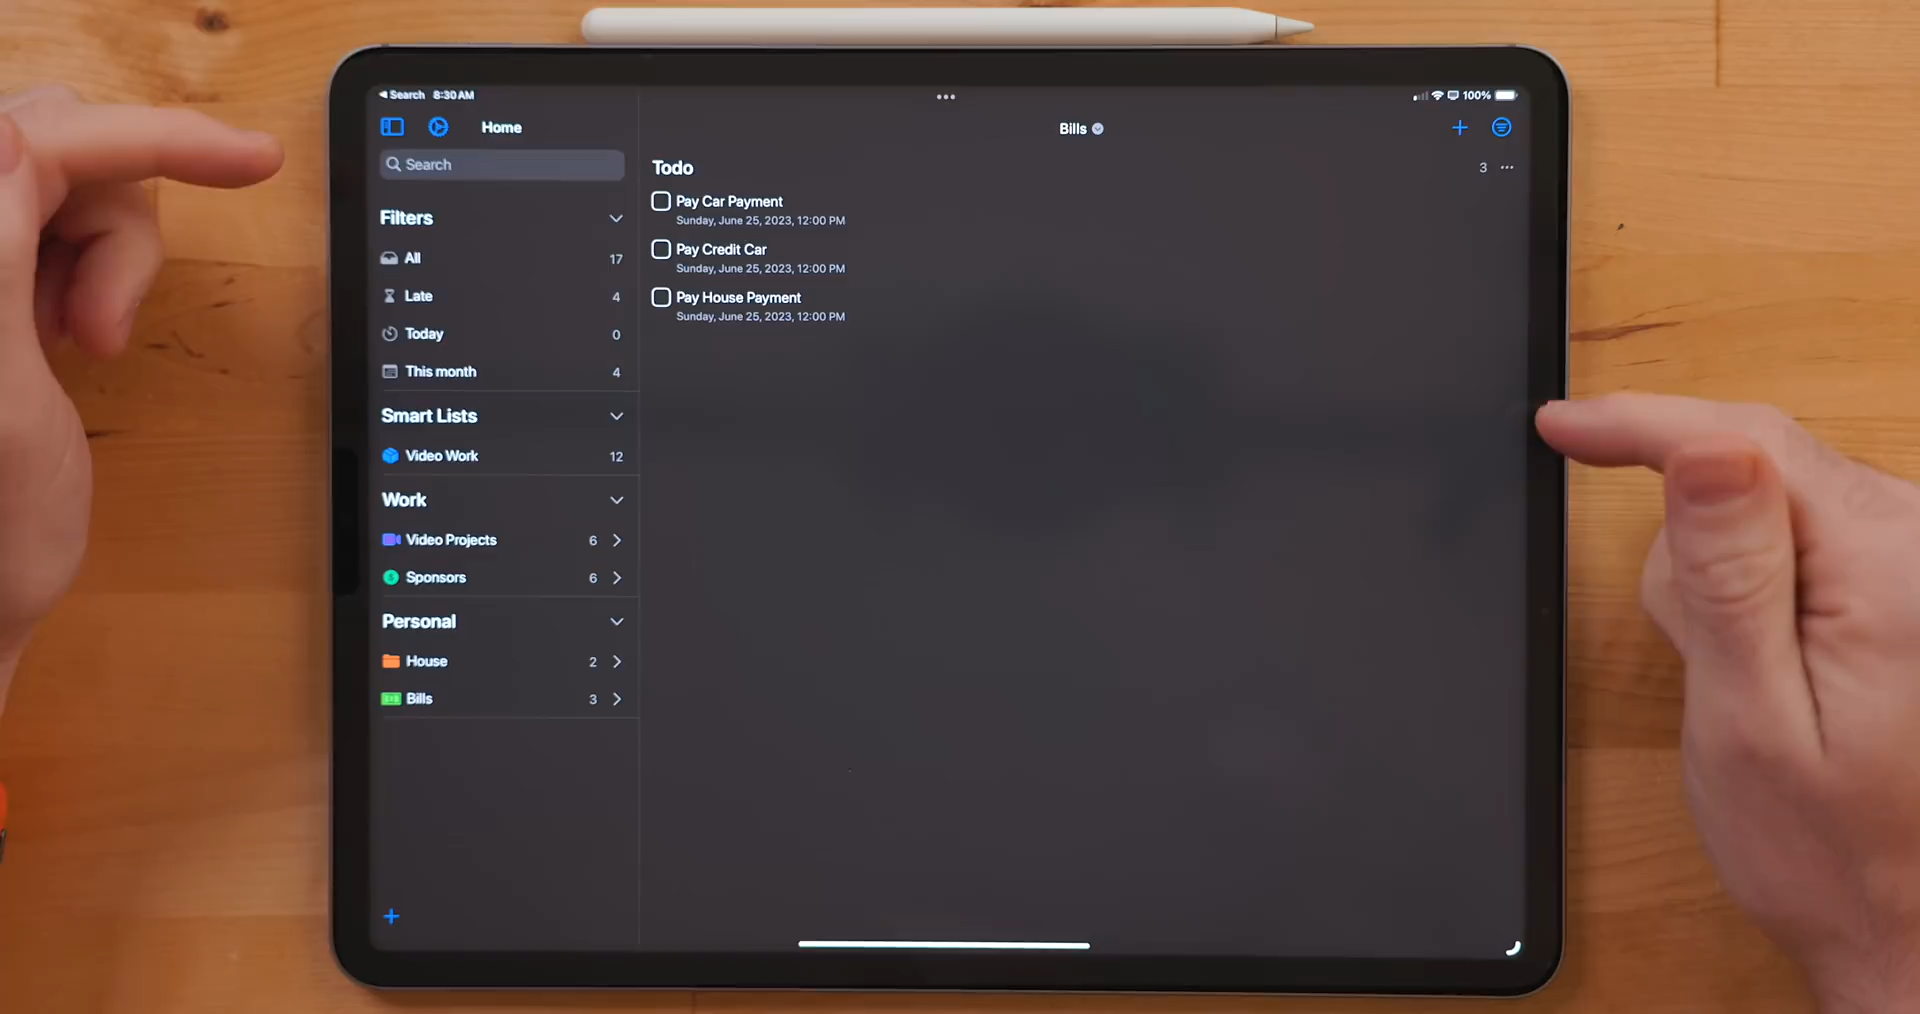 Search 8:30 AM
100%
Home
Bills
Search
Todo
3
Pay Car Payment
Sunday, June 25, 2023, 12:00 PM
Pay Credit Car
Sunday, June 25, 2023, 12:00 PM
Pay House Payment
Sunday, June 25, 2023, 12:00 PM
Filters
All 17
Late 4
Today 0
This month 4
Smart Lists
Video Work 12
Work
Video Projects 6
Sponsors 6
Personal
House 2
Bills 3